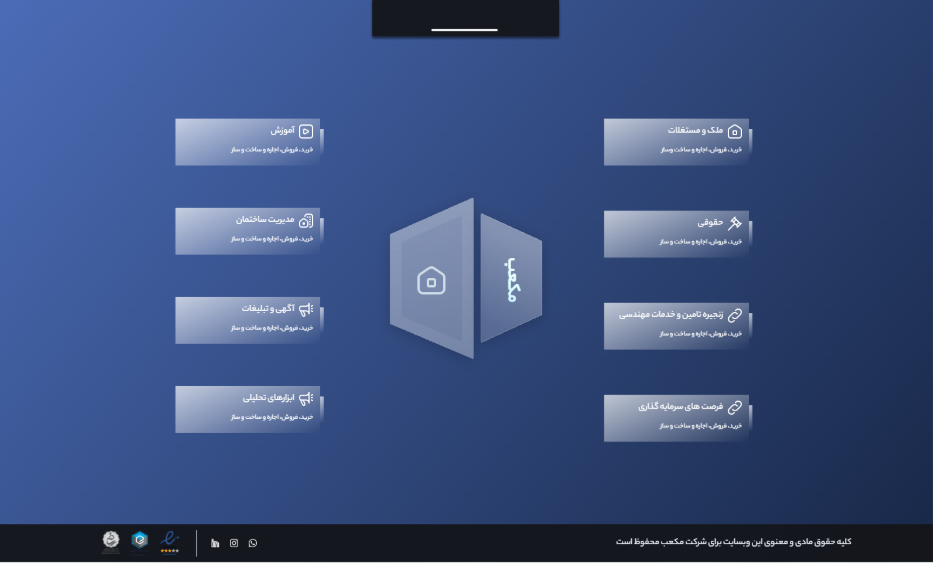 ملک و مستغلات
خرید، فروش، اجاره و ساخت وساز
حقوقی
خرید، فروش، اجاره و ساخت و ساز
زنجیره تامین و خدمات مهندسی
خرید، فروش، اجاره و ساخت و ساز
فرصت های سرمایه گذاری
خرید، فروش، اجاره و ساخت و ساز
مکعب
آموزش
خرید، فروش، اجاره و ساخت و ساز
مدیریت ساختمان
خرید، فروش، اجاره و ساخت و ساز
آگهی و تبلیغات
خرید، فروش، اجاره و ساخت و ساز
ابزارهای تحلیلی
خرید، فروش، اجاره و ساخت و ساز
کلیه حقوق مادی و معنوی این وبسایت برای شرکت مکعب محفوظ است